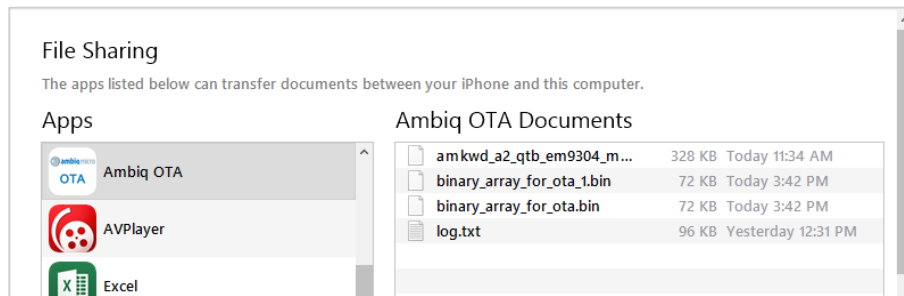 File Sharing
The apps listed below can transfer documents between your iPhone and this computer.
Apps
Ambiq OTA Documents
ambiq micro
OTA
Ambiq OTA
AVPlayer
Excel
amkwd_a2_qtb_em9304_m... 328 KB Today 11:34 AM
binary_array_for_ota_1.bin 72 KB Today 3:42 PM
binary_array_for_ota.bin 72 KB Today 3:42 PM
log.txt 96 KB Yesterday 12:31 PM